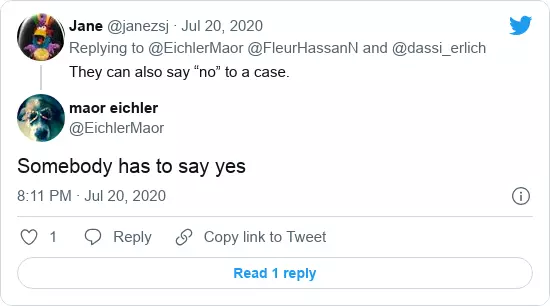 Jane @janezsj · Jul 20, 2020
Replying to @EichlerMaor @FleurHassanN and @dassi_erlich
They can also say “no” to a case.
maor eichler
@EichlerMaor
Somebody has to say yes
8:11 PM · Jul 20, 2020
1 Reply Copy link to Tweet
Read 1 reply